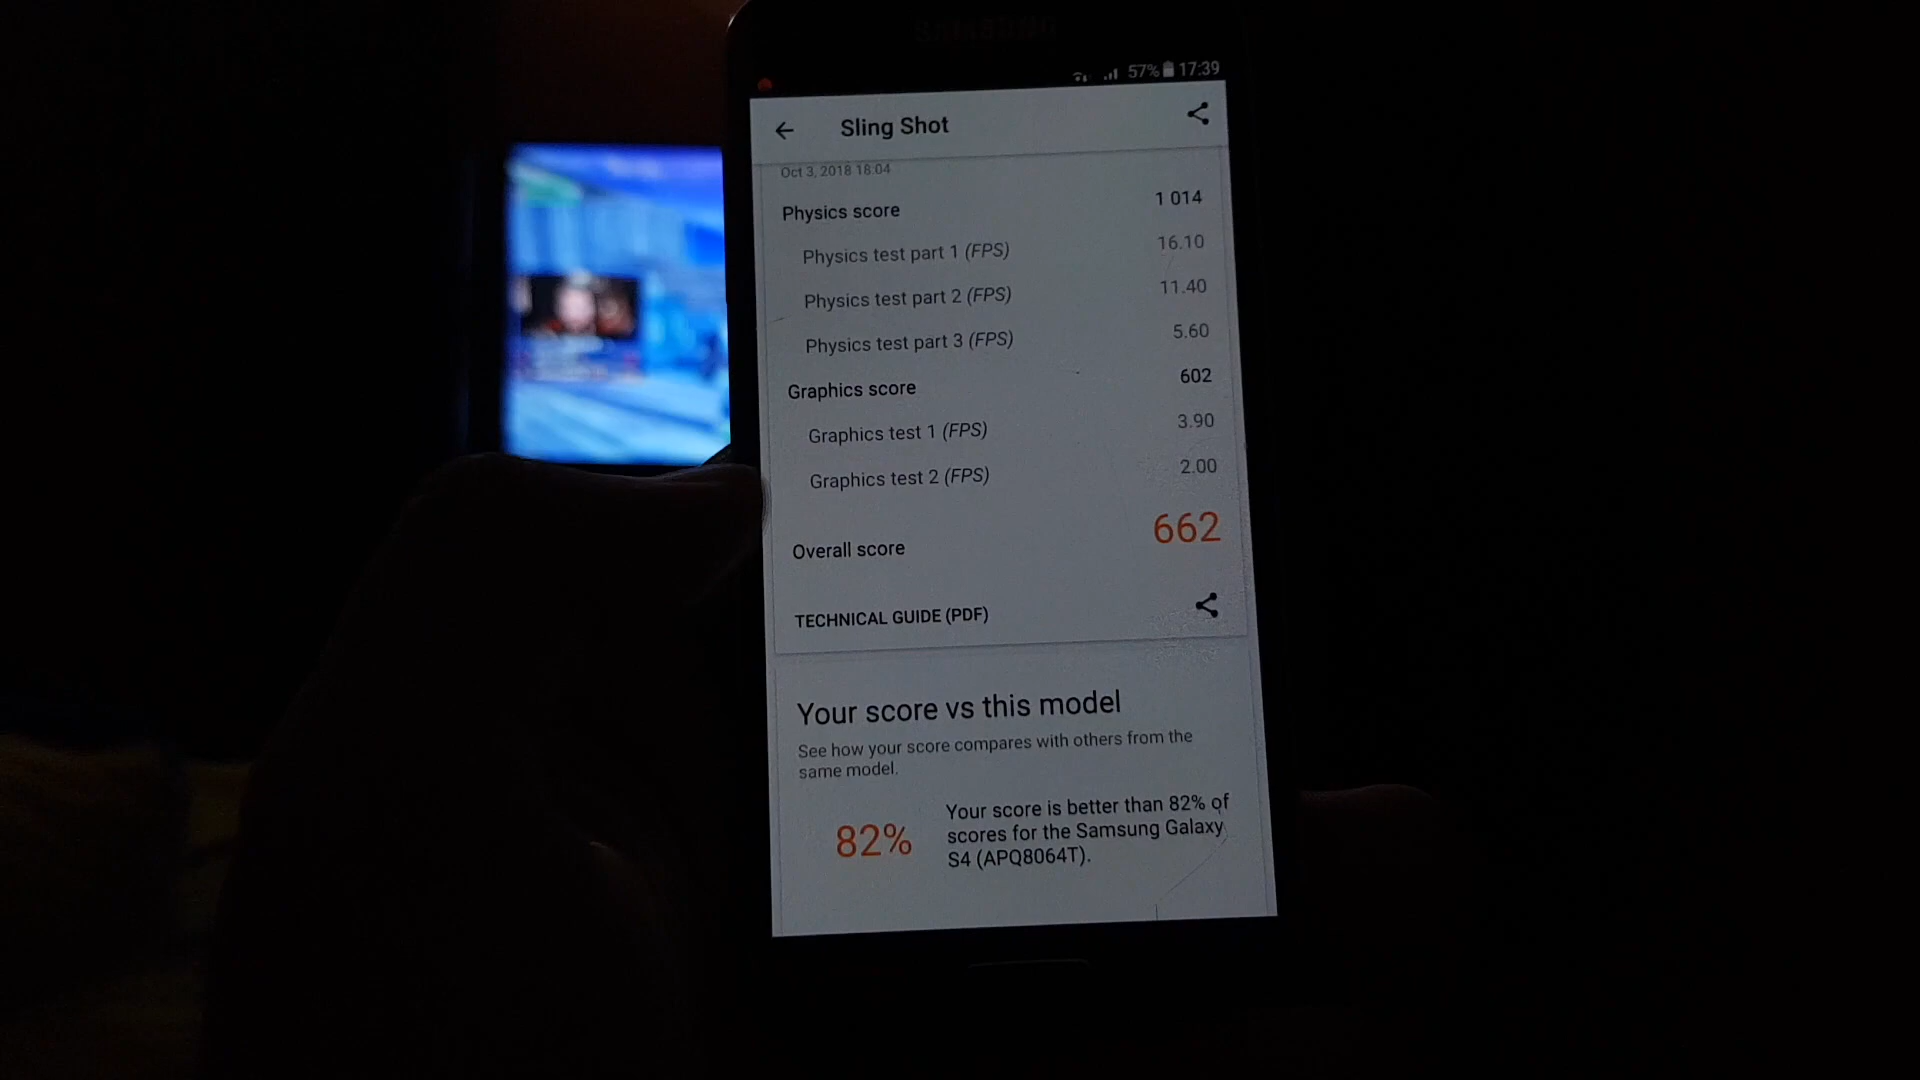 SAMSUNG
57% 17:39
Sling Shot
Oct 3, 2018 18:04
Physics score 1 014
Physics test part 1 (FPS) 16.10
Physics test part 2 (FPS) 11.40
Physics test part 3 (FPS) 5.60
Graphics score 602
Graphics test 1 (FPS) 3.90
Graphics test 2 (FPS) 2.00
Overall score 662
TECHNICAL GUIDE (PDF)
Your score vs this model
See how your score compares with others from the
same model.
82%
Your score is better than 82% of
scores for the Samsung Galaxy
S4 (APQ8064T).